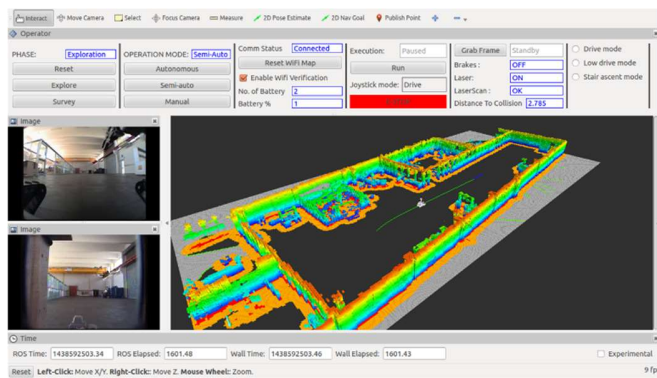 Interact Move Camera Select Focus Camera Measure 2D Pose Estimate 2D Nav Goal Publish Point
Operator
PHASE: Exploration
Reset
Explore
Survey
OPERATION MODE: Semi-Auto
Autonomous
Semi-auto
Manual
Comm Status Connected
Reset WiFi Map
Enable Wifi Verification
No. of Battery 2
Battery % 1
Execution: Paused
Run
Joystick mode: Drive
Grab Frame Standby
Brakes : OFF
Laser: ON
LaserScan : OK
Distance To Collision 2.785
Drive mode
Low drive mode
Stair ascent mode
Image
Image
Time
ROS Time: 1438592503.34 ROS Elapsed: 1601.48 Wall Time: 1438592503.46 Wall Elapsed: 1601.43 Experimental
Reset Left-Click: Move X/Y. Right-Click: Move Z. Mouse Wheel: Zoom. 9 fp